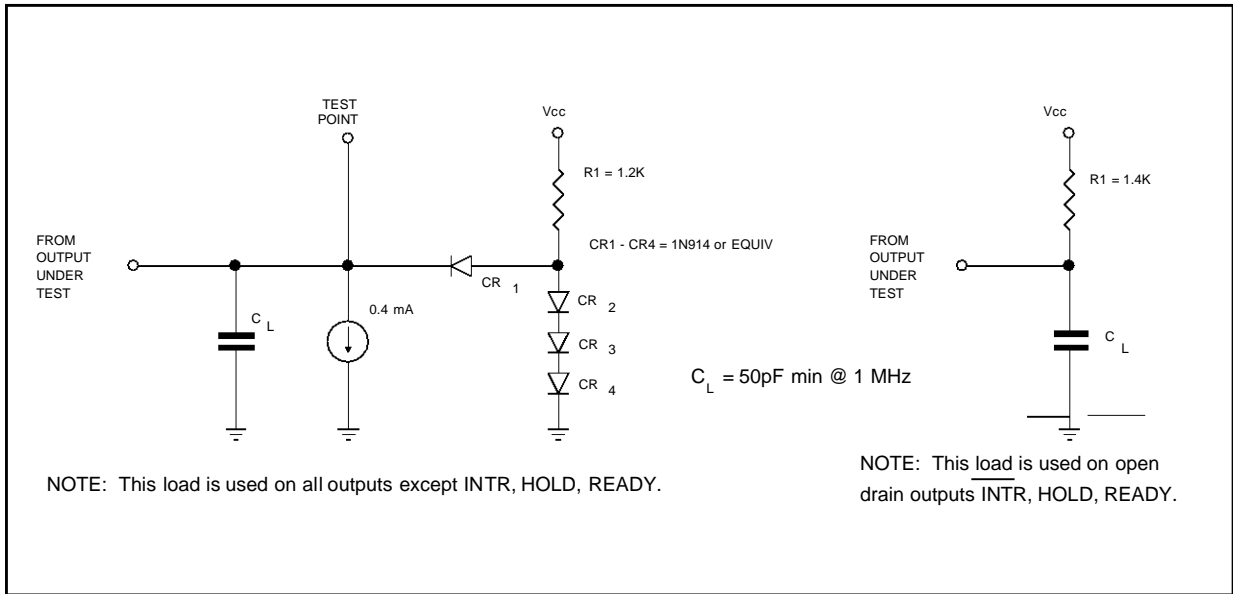 TEST
POINT
Vcc
R1 = 1.2K
CR1 - CR4 = 1N914 or EQUIV
FROM
OUTPUT
UNDER
TEST
CR 1
C L
0.4 mA
CR 2
CR 3
CR 4
C L = 50pF min @ 1 MHz
NOTE: This load is used on all outputs except INTR, HOLD, READY.
Vcc
R1 = 1.4K
FROM
OUTPUT
UNDER
TEST
C L
NOTE: This load is used on open
drain outputs INTR, HOLD, READY.